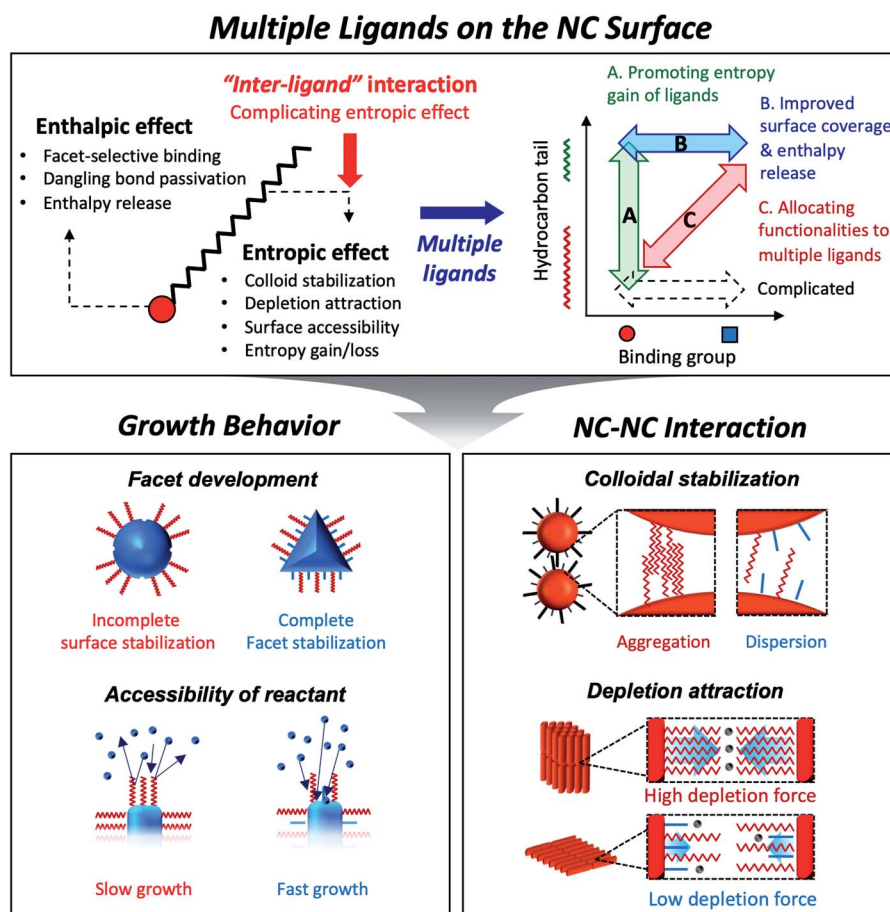 Multiple Ligands on the NC Surface
"Inter-ligand" interaction
Complicating entropic effect
Enthalpic effect
• Facet-selective binding
• Dangling bond passivation
• Enthalpy release
Entropic effect
• Colloid stabilization
• Depletion attraction
• Surface accessibility
• Entropy gain/loss
Multiple
ligands
A. Promoting entropy
gain of ligands
B. Improved
surface coverage
& enthalpy
release
C. Allocating
functionalities to
multiple ligands
Complicated
Hydrocarbon tail
A
B
C
Binding group
Growth Behavior
Facet development
Incomplete
surface stabilization
Complete
Facet stabilization
Accessibility of reactant
Slow growth
Fast growth
NC-NC Interaction
Colloidal stabilization
Aggregation
Dispersion
Depletion attraction
High depletion force
Low depletion force